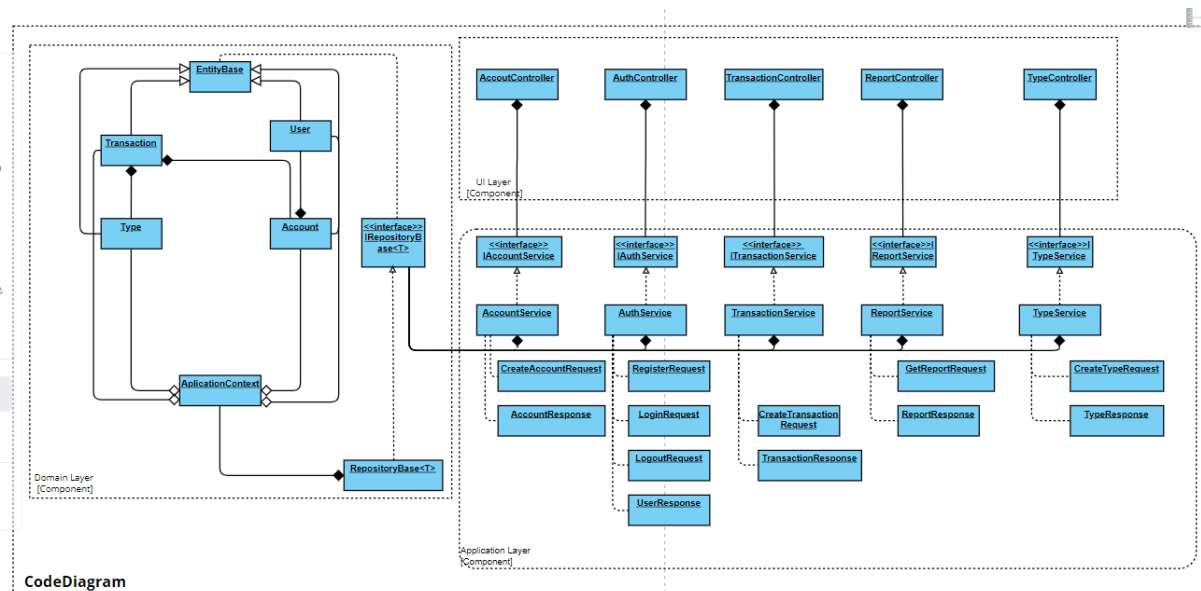 EntityBase
Transaction
User
Type
Account
AplicationContext
RepositoryBase<T>
<<interface>>
IRepositoryB
ase<T>
Domain Layer
[Component]
AccoutController
AuthController
TransactionController
ReportController
TypeController
UI Layer
[Component]
<<interface>>
IAccountService
<<interface>>
IAuthService
<<interface>>
ITransactionService
<<interface>>I
ReportService
<<interface>>I
TypeService
AccountService
AuthService
TransactionService
ReportService
TypeService
CreateAccountRequest
RegisterRequest
GetReportRequest
CreateTypeRequest
AccountResponse
LoginRequest
CreateTransaction
Request
ReportResponse
TypeResponse
LogoutRequest
TransactionResponse
UserResponse
Application Layer
[Component]
CodeDiagram